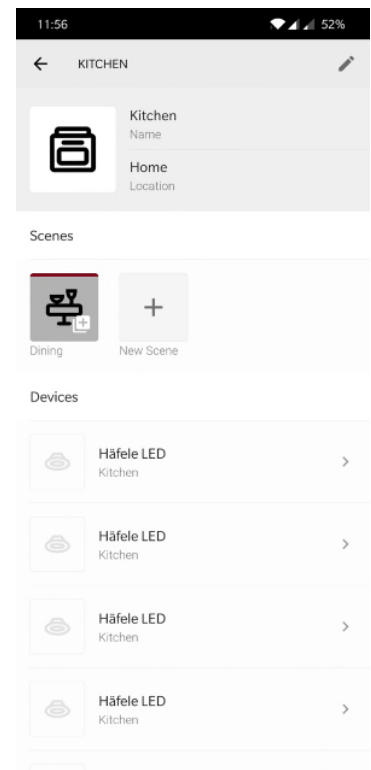 11:56 52%
KITCHEN
Kitchen
Name
Home
Location
Scenes
Dining New Scene
Devices
Häfele LED
Kitchen
Häfele LED
Kitchen
Häfele LED
Kitchen
Häfele LED
Kitchen